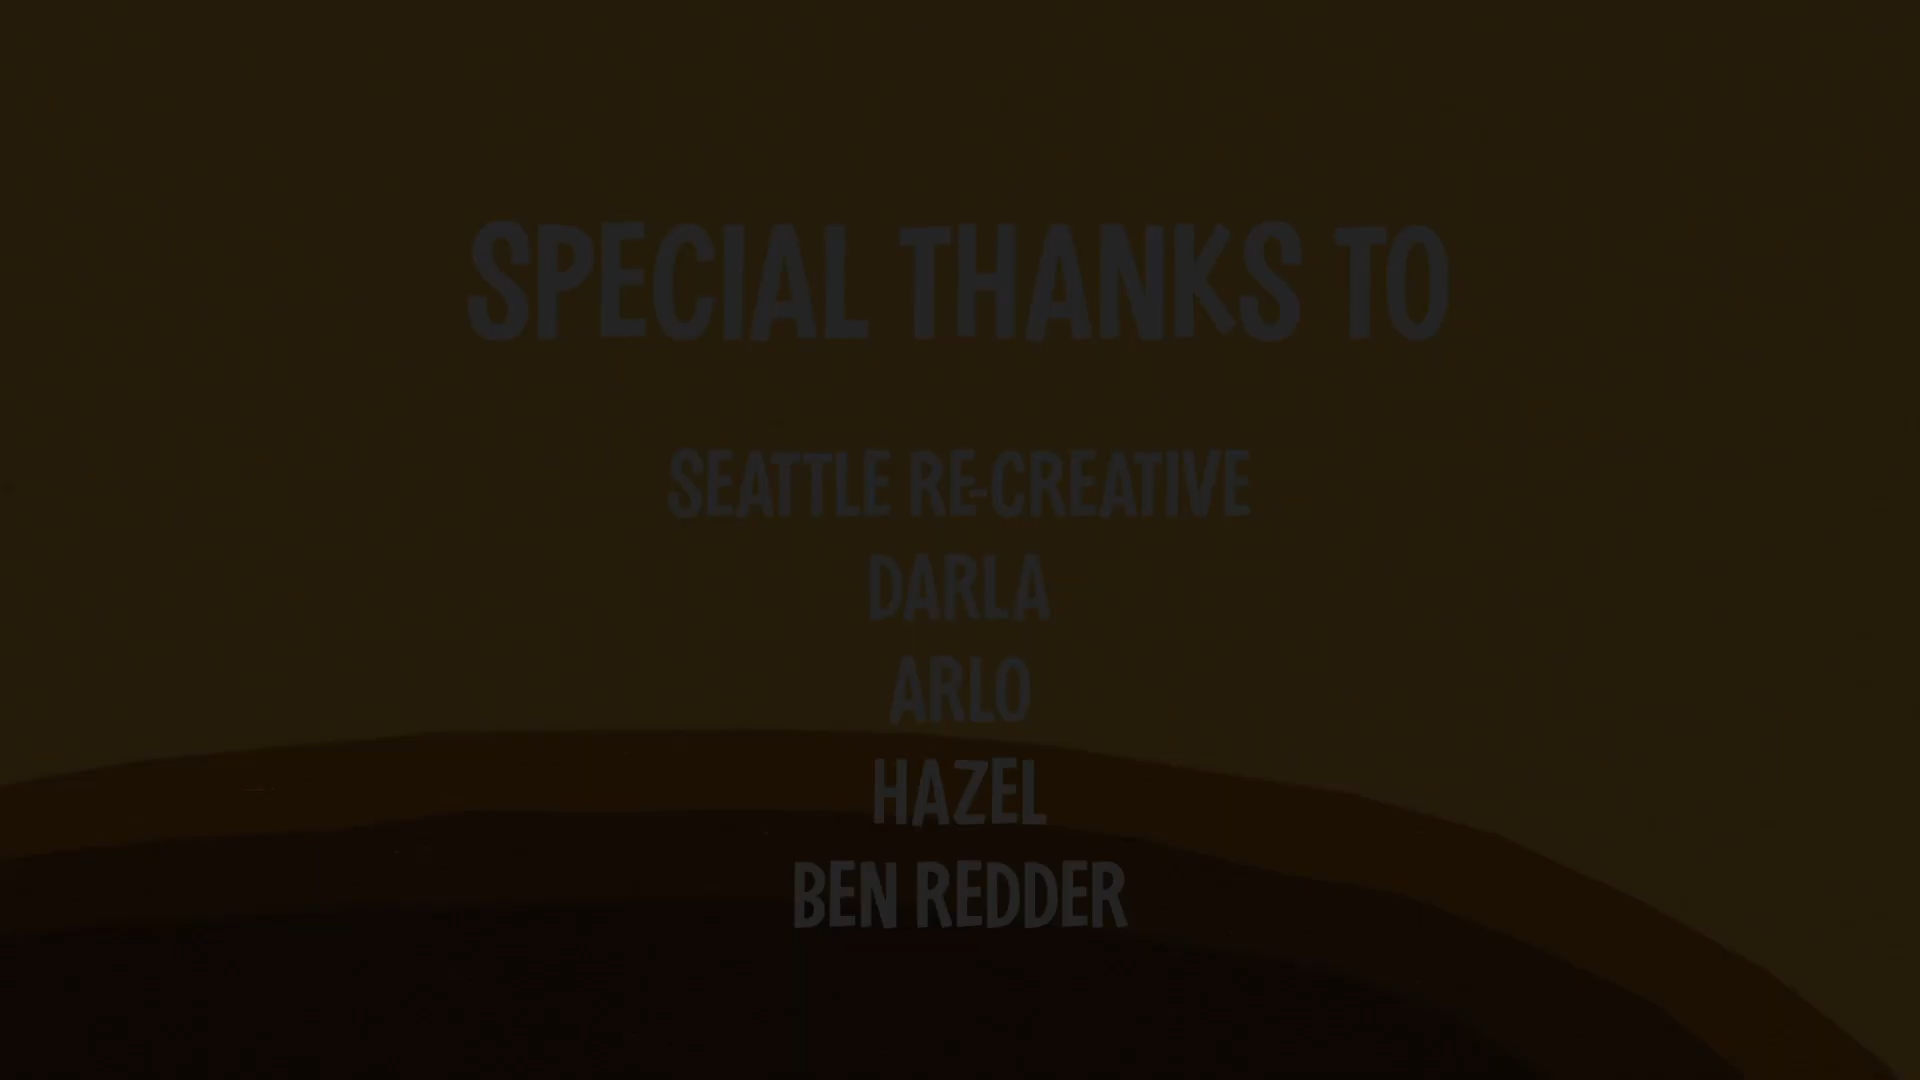 SPECIAL THANKS TO
SEATTLE RE-CREATIVE
DARLA
ARLO
HAZEL
BEN REDDER